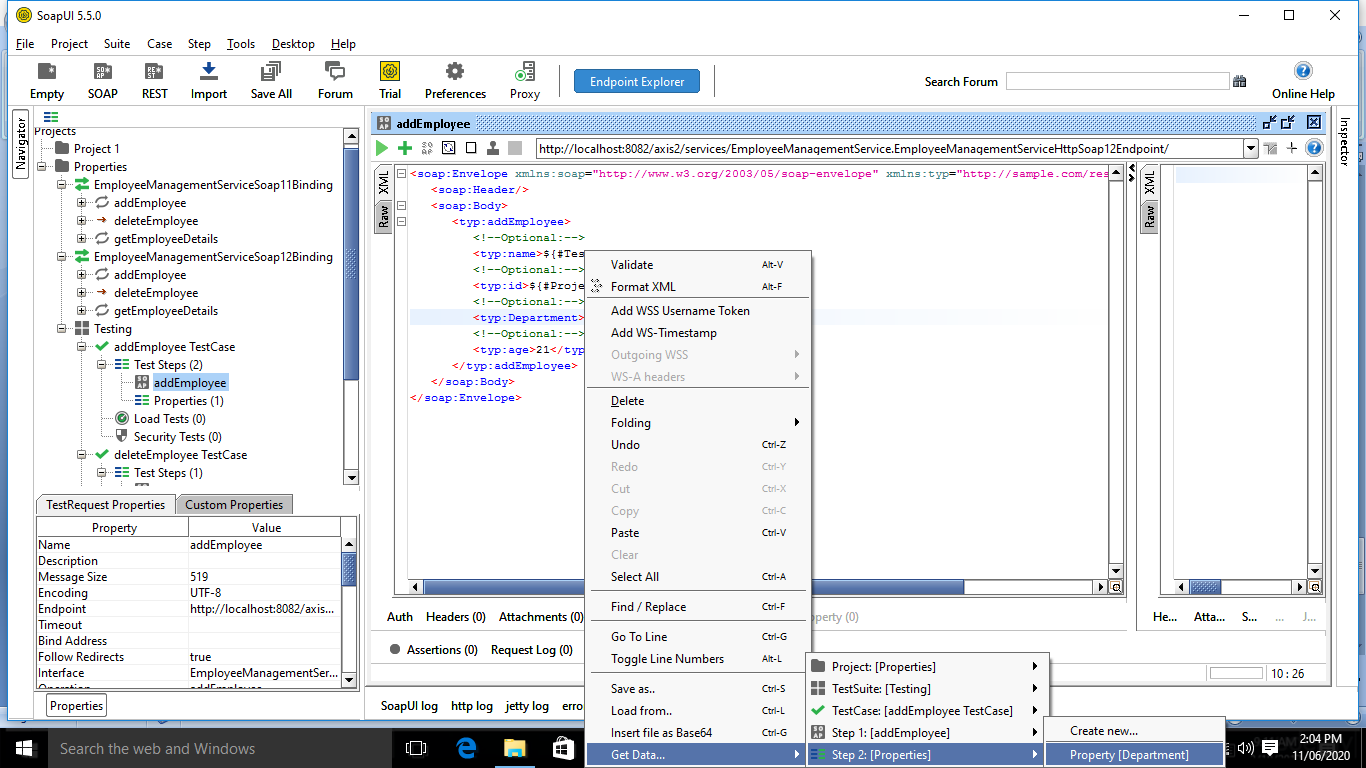 SoapUI 5.5.0
File Project Suite Case Step Tools Desktop Help
Empty SOAP REST Import Save All Forum Trial Preferences Proxy Endpoint Explorer Search Forum Online Help
Navigator
Projects
Project 1
Properties
EmployeeManagementServiceSoap11Binding
addEmployee
deleteEmployee
getEmployeeDetails
EmployeeManagementServiceSoap12Binding
addEmployee
deleteEmployee
getEmployeeDetails
Testing
addEmployee TestCase
Test Steps (2)
addEmployee
Properties (1)
Load Tests (0)
Security Tests (0)
deleteEmployee TestCase
Test Steps (1)
TestRequest Properties Custom Properties
Property Value
Name addEmployee
Description
Message Size 519
Encoding UTF-8
Endpoint http://localhost:8082/axis...
Timeout
Bind Address
Follow Redirects true
Interface EmployeeManagementSer...
Operation addEmployee
Properties
addEmployee
http://localhost:8082/axis2/services/EmployeeManagementService.EmployeeManagementServiceHttpSoap12Endpoint/
XML
Raw
<soap:Envelope xmlns:soap="http://www.w3.org/2003/05/soap-envelope" xmlns:typ="http://sample.com/res
<soap:Header/>
<soap:Body>
<typ:addEmployee>
<!--Optional:-->
<typ:name>${#Tes
<!--Optional:-->
<typ:id>${#Proje
<!--Optional:-->
<typ:Department>
<!--Optional:-->
<typ:age>21</typ
</typ:addEmployee>
</soap:Body>
</soap:Envelope>
Auth Headers (0) Attachments (0) perty (0)
Assertions (0) Request Log (0)
SoapUI log http log jetty log erro
Validate Alt-V
Format XML Alt-F
Add WSS Username Token
Add WS-Timestamp
Outgoing WSS
WS-A headers
Delete
Folding
Undo Ctrl-Z
Redo Ctrl-Y
Cut Ctrl-X
Copy Ctrl-C
Paste Ctrl-V
Clear
Select All Ctrl-A
Find / Replace Ctrl-F
Go To Line Ctrl-G
Toggle Line Numbers Alt-L
Save as.. Ctrl-S
Load from.. Ctrl-L
Insert file as Base64 Ctrl-G
Get Data...
Project: [Properties]
TestSuite: [Testing]
TestCase: [addEmployee TestCase]
Step 1: [addEmployee]
Step 2: [Properties]
Create new...
Property [Department]
XML
Raw
He... Atta... S... ... J...
10 : 26
Inspector
Search the web and Windows
2:04 PM
11/06/2020